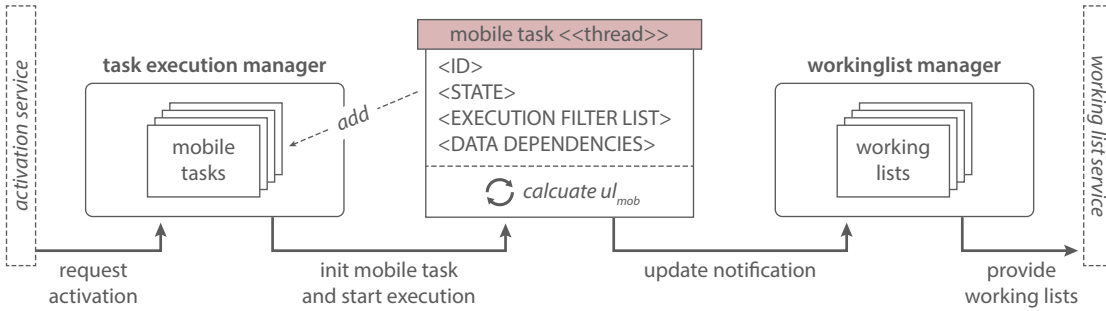 activation service
task execution manager
mobile
tasks
add
mobile task <<thread>>
<ID>
<STATE>
<EXECUTION FILTER LIST>
<DATA DEPENDENCIES>
calcuate ul_mob
workinglist manager
working
lists
working list service
request
activation
init mobile task
and start execution
update notification
provide
working lists